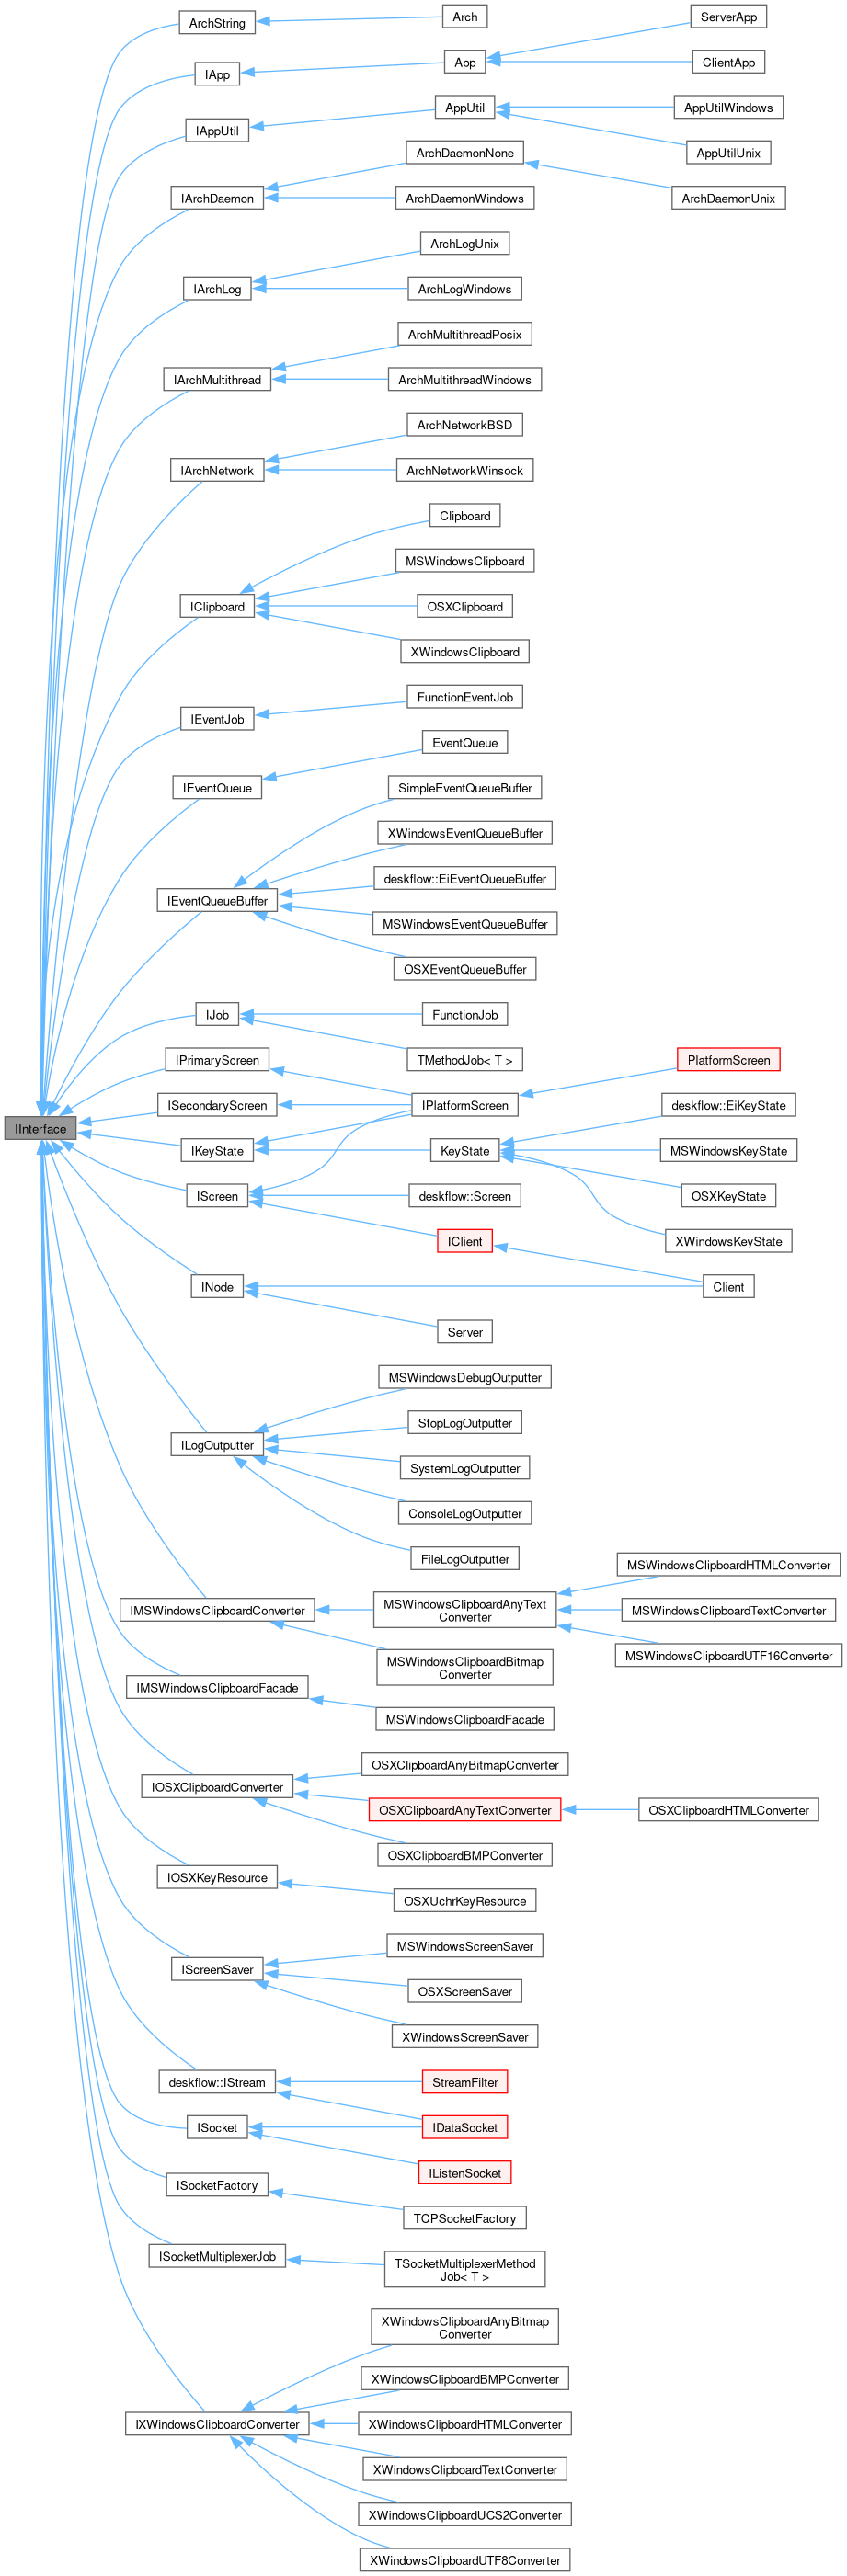 ArchString
Arch
ServerApp
IApp
App
ClientApp
IAppUtil
AppUtil
AppUtilWindows
AppUtilUnix
IArchDaemon
ArchDaemonNone
ArchDaemonWindows
ArchDaemonUnix
IArchLog
ArchLogUnix
ArchLogWindows
IArchMultithread
ArchMultithreadPosix
ArchMultithreadWindows
IArchNetwork
ArchNetworkBSD
ArchNetworkWinsock
IClipboard
Clipboard
MSWindowsClipboard
OSXClipboard
XWindowsClipboard
IEventJob
FunctionEventJob
IEventQueue
EventQueue
IEventQueueBuffer
SimpleEventQueueBuffer
XWindowsEventQueueBuffer
deskflow::EiEventQueueBuffer
MSWindowsEventQueueBuffer
OSXEventQueueBuffer
IJob
FunctionJob
TMethodJob< T >
IInterface
IPrimaryScreen
ISecondaryScreen
IPlatformScreen
PlatformScreen
IKeyState
KeyState
deskflow::EiKeyState
MSWindowsKeyState
OSXKeyState
XWindowsKeyState
IScreen
deskflow::Screen
IClient
INode
Client
Server
ILogOutputter
MSWindowsDebugOutputter
StopLogOutputter
SystemLogOutputter
ConsoleLogOutputter
FileLogOutputter
IMSWindowsClipboardConverter
MSWindowsClipboardAnyText
Converter
MSWindowsClipboardHTMLConverter
MSWindowsClipboardTextConverter
MSWindowsClipboardUTF16Converter
MSWindowsClipboardBitmap
Converter
IMSWindowsClipboardFacade
MSWindowsClipboardFacade
IOSXClipboardConverter
OSXClipboardAnyBitmapConverter
OSXClipboardAnyTextConverter
OSXClipboardHTMLConverter
OSXClipboardBMPConverter
IOSXKeyResource
OSXUchrKeyResource
IScreenSaver
MSWindowsScreenSaver
OSXScreenSaver
XWindowsScreenSaver
deskflow::IStream
StreamFilter
ISocket
IDataSocket
IListenSocket
ISocketFactory
TCPSocketFactory
ISocketMultiplexerJob
TSocketMultiplexerMethod
Job< T >
IXWindowsClipboardConverter
XWindowsClipboardAnyBitmap
Converter
XWindowsClipboardBMPConverter
XWindowsClipboardHTMLConverter
XWindowsClipboardTextConverter
XWindowsClipboardUCS2Converter
XWindowsClipboardUTF8Converter